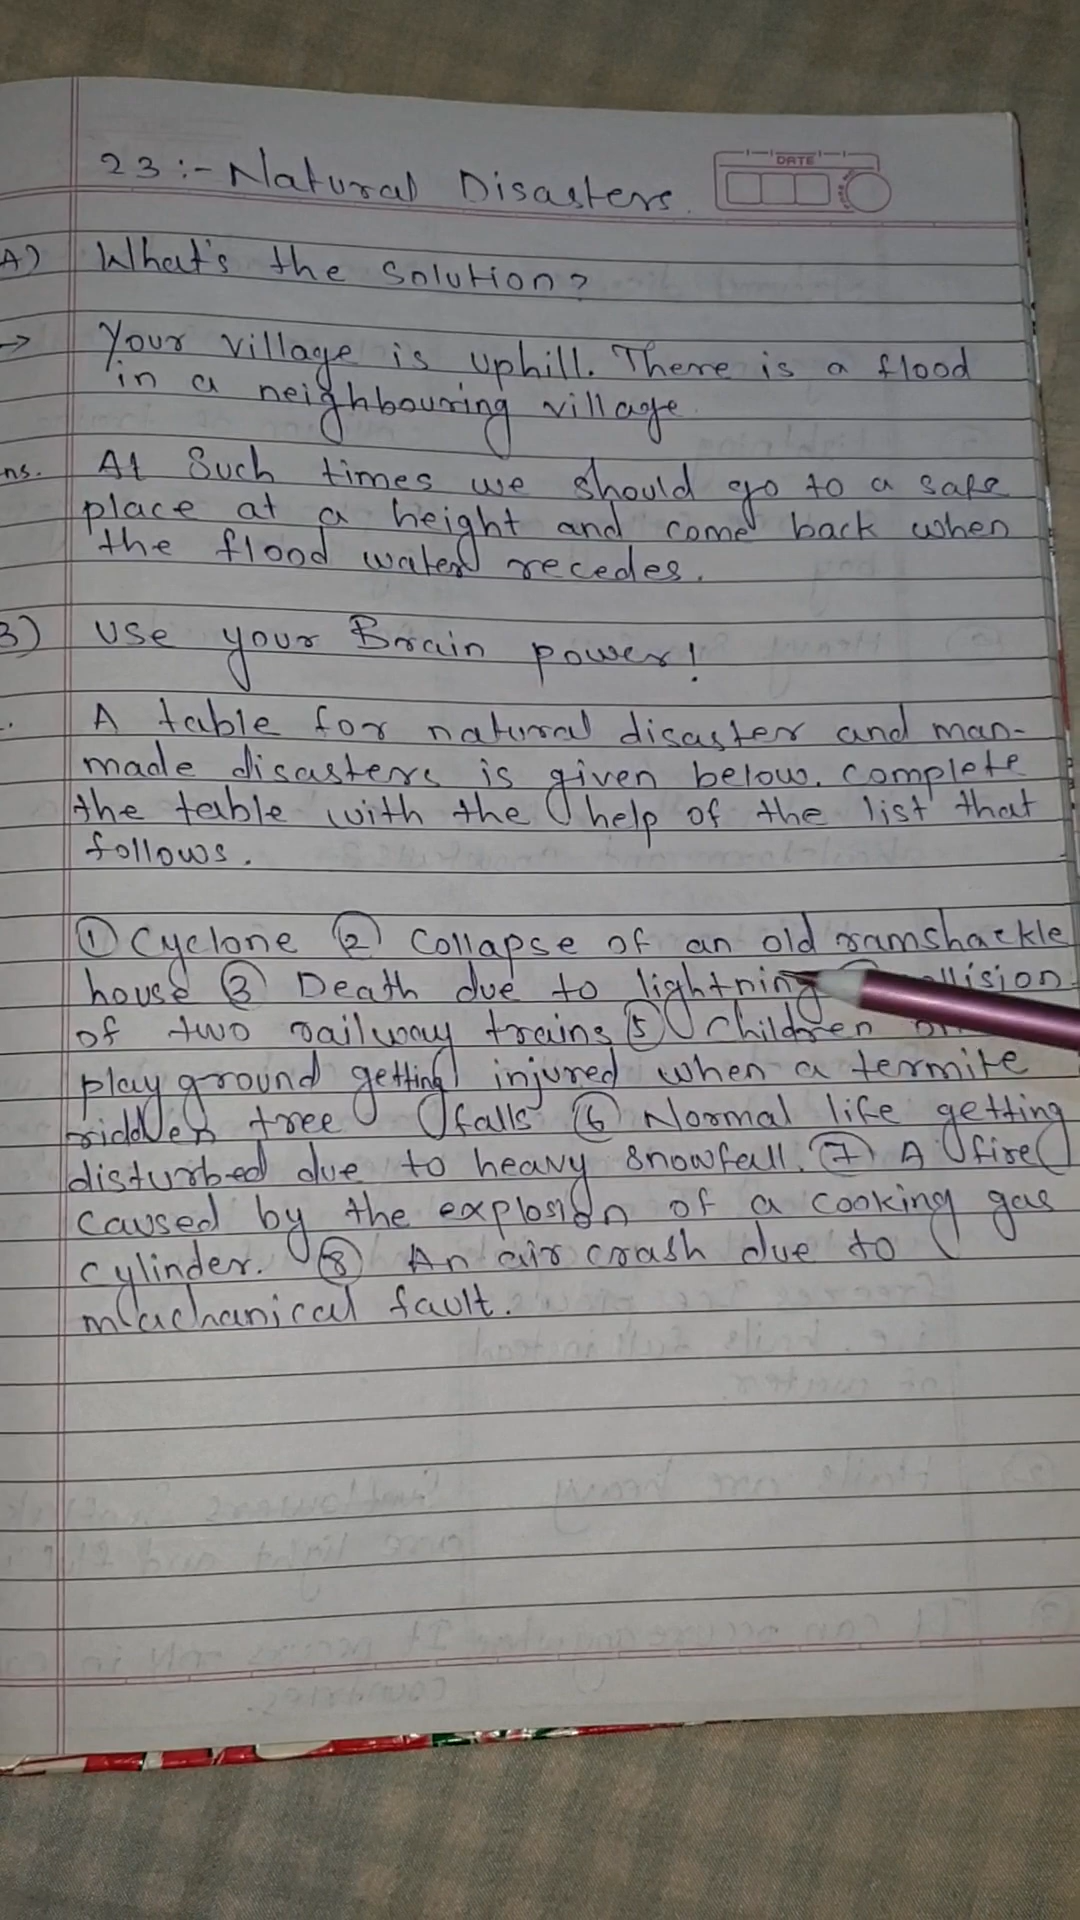 23:- Natural Disasters.
DATE
A) What's the solution?
→ Your village is uphill. There is a flood
in a neighbouring village.
ns. At Such times we should go to a safe
place at a height and come back when
the flood water recedes.
B) Use your Brain power!
. A table for natural disaster and man-
made disasters is given below. complete
the table with the help of the list that
follows.
① Cyclone ② Collapse of an old ramshackle
house ③ Death due to lightning
of two railway trains ⑤ Children
play ground getting injured when a termite
ridden tree falls ⑥ Normal life getting
disturbed due to heavy snowfall. ⑦ A fire
caused by the explosion of a cooking gas
cylinder. ⑧ An air crash due to
machanical fault.